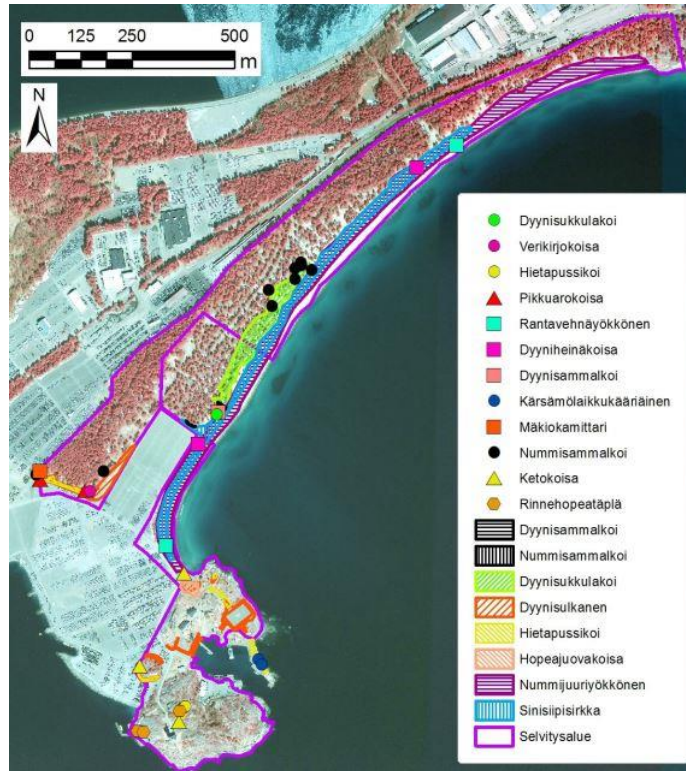 0 125 250 500
m
N
Dyynisukkulakoi
Verikirjokoisa
Hietapussikoi
Pikkuarokoisa
Rantavehnäyökkönen
Dyyniheinäkoisa
Dyynisammalkoi
Kärsämölaikkukääriäinen
Mäkiokamittari
Nummisammalkoi
Ketokoisa
Rinnehopeatäplä
Dyynisammalkoi
Nummisammalkoi
Dyynisukkulakoi
Dyynisulkanen
Hietapussikoi
Hopeajuovakoisa
Nummijuuriyökkönen
Sinisiipisirkka
Selvitysalue